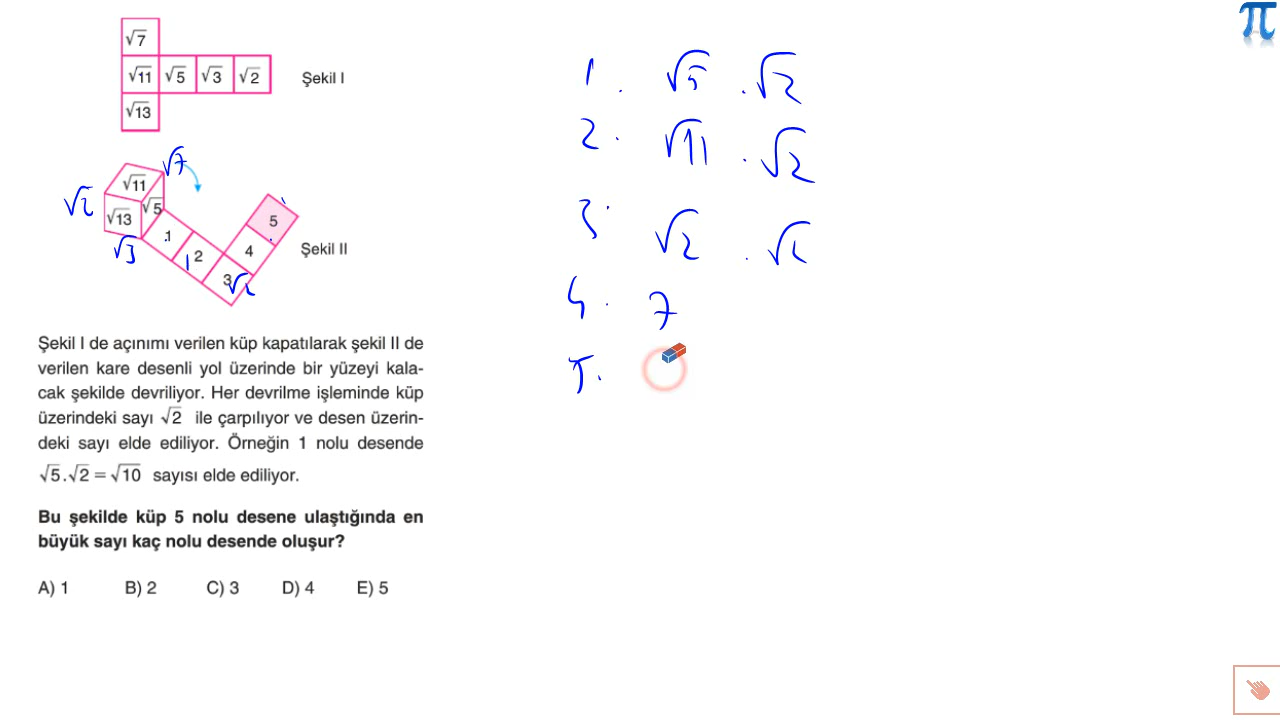 √7
√11 √5 √3 √2 Şekil I
√13
√7
√11
√2 √13 √5
√3 1 2 3 4 5 Şekil II
1. √5 . √2
2. √11 . √2
3. √2 . √2
4. 7
5.
Şekil I de açınımı verilen küp kapatılarak şekil II de
verilen kare desenli yol üzerinde bir yüzeyi kala-
cak şekilde devriliyor. Her devrilme işleminde küp
üzerindeki sayı √2 ile çarpılıyor ve desen üzerin-
deki sayı elde ediliyor. Örneğin 1 nolu desende
√5.√2 = √10 sayısı elde ediliyor.
Bu şekilde küp 5 nolu desene ulaştığında en
büyük sayı kaç nolu desende oluşur?
A) 1 B) 2 C) 3 D) 4 E) 5
π